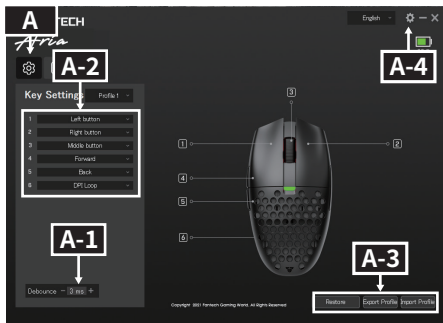 A
TECH
English
Aria
A-2
A-4
Key Settings Profile 1
1 Left button
2 Right button
3 Middle button
4 Forward
5 Back
6 DPI Loop
3
1
2
4
5
6
A-1
A-3
Debounce − 3 ms +
Copyright 2021 Fantech Gaming World. All Rights Reserved
Restore Export Profile Import Profile